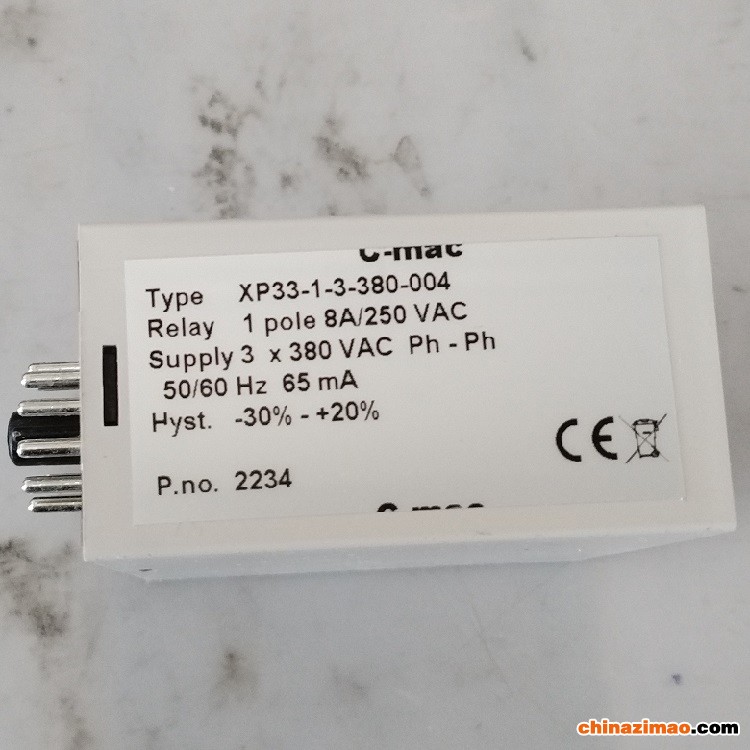 C-mac
Type XP33-1-3-380-004
Relay 1 pole 8A/250 VAC
Supply 3 x 380 VAC Ph - Ph
50/60 Hz 65 mA
Hyst. -30% - +20%
CE
P.no. 2234
C-mac
chinazimao.com